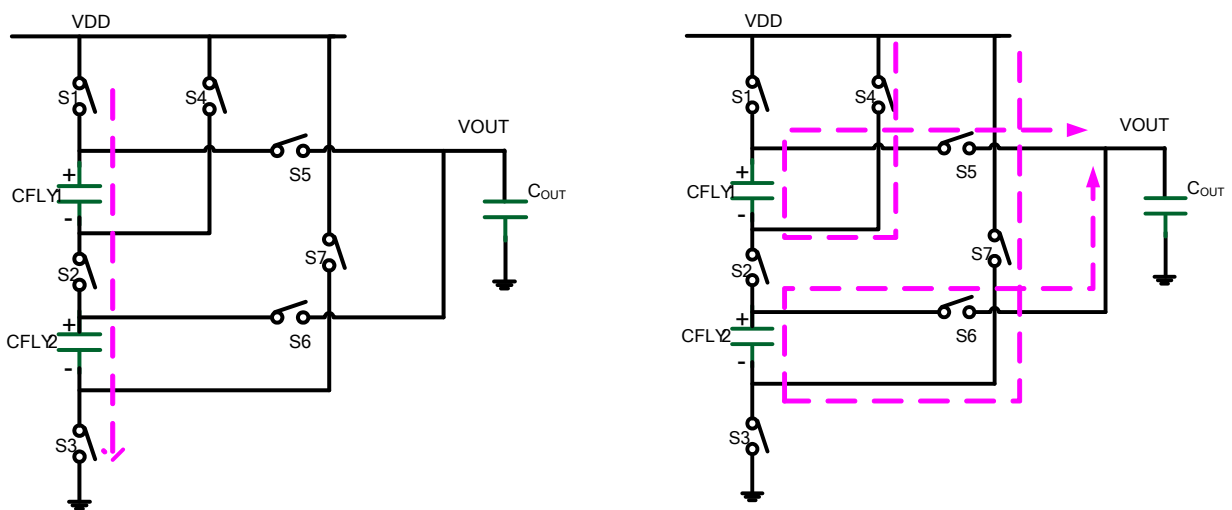 VDD
S1
S4
VOUT
S5
+
CFLY1
-
COUT
S2
S7
+
CFLY2
-
S6
S3
VDD
S1
S4
VOUT
S5
+
CFLY1
-
COUT
S2
S7
+
CFLY2
-
S6
S3